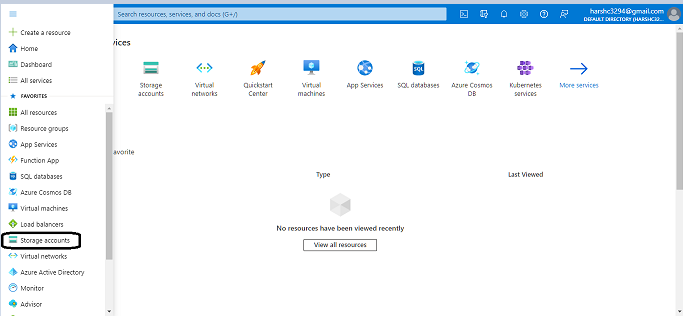 Search resources, services, and docs (G+/)
harshc3294@gmail.com
DEFAULT DIRECTORY (HARSHC32...
Create a resource
Home
Dashboard
All services
FAVORITES
All resources
Resource groups
App Services
Function App
SQL databases
Azure Cosmos DB
Virtual machines
Load balancers
Storage accounts
Virtual networks
Azure Active Directory
Monitor
Advisor
vices
Storage
accounts
Virtual
networks
Quickstart
Center
Virtual
machines
App Services
SQL
SQL databases
Azure Cosmos
DB
Kubernetes
services
More services
avorite
Type
Last Viewed
No resources have been viewed recently
View all resources